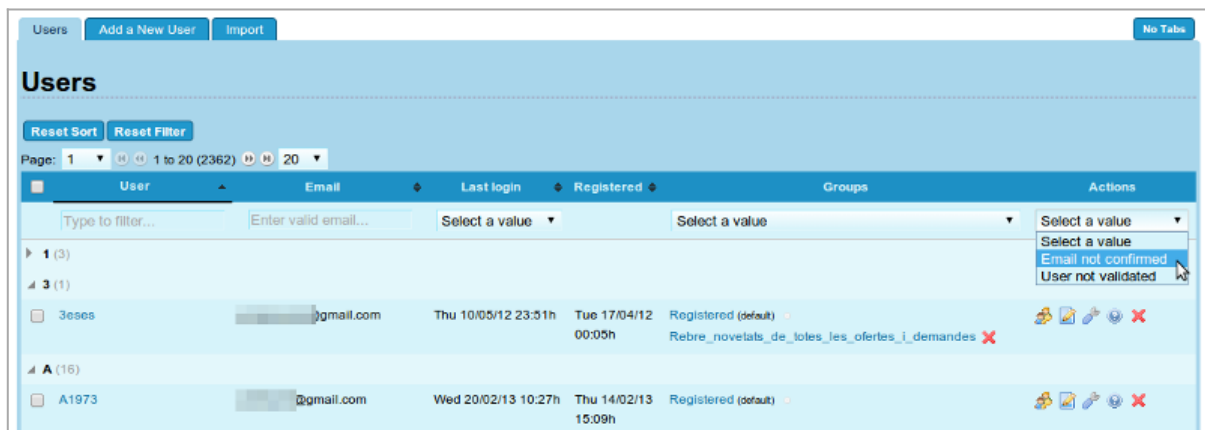 Users Add a New User Import No Tabs
Users
Reset Sort Reset Filter
Page: 1 1 to 20 (2362) 20
User Email Last login Registered Groups Actions
Type to filter... Enter valid email... Select a value Select a value Select a value
Select a value
Email not confirmed
User not validated
1 (3)
3 (1)
3eses @gmail.com Thu 10/05/12 23:51h Tue 17/04/12 Registered (default)
00:05h Rebre_novetats_de_totes_les_ofertes_i_demandes
A (16)
A1973 @gmail.com Wed 20/02/13 10:27h Thu 14/02/13 Registered (default)
15:09h